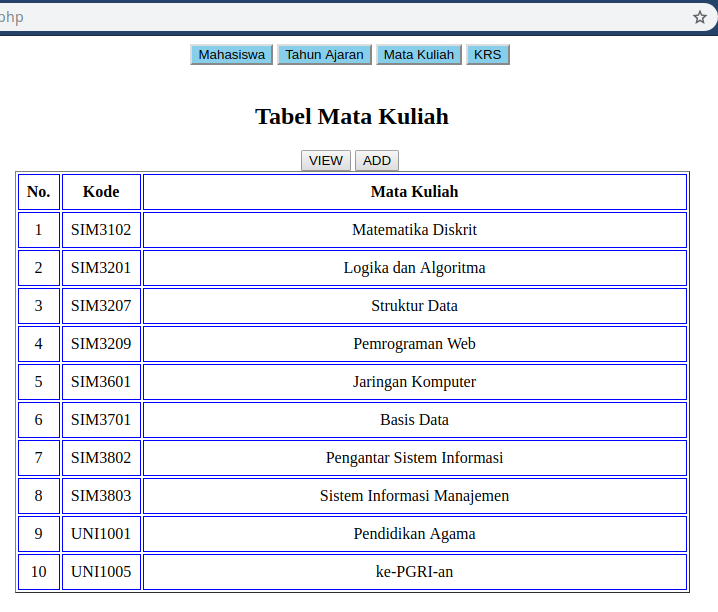 php
Mahasiswa Tahun Ajaran Mata Kuliah KRS
Tabel Mata Kuliah
VIEW ADD
No. Kode Mata Kuliah
1 SIM3102 Matematika Diskrit
2 SIM3201 Logika dan Algoritma
3 SIM3207 Struktur Data
4 SIM3209 Pemrograman Web
5 SIM3601 Jaringan Komputer
6 SIM3701 Basis Data
7 SIM3802 Pengantar Sistem Informasi
8 SIM3803 Sistem Informasi Manajemen
9 UNI1001 Pendidikan Agama
10 UNI1005 ke-PGRI-an